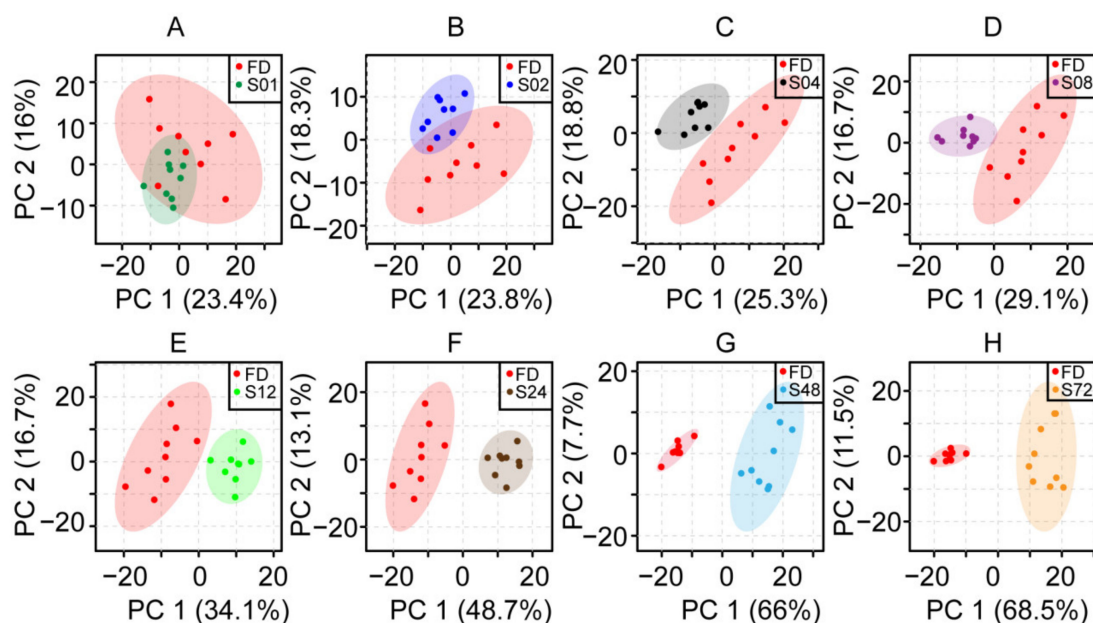 A
PC 2 (16%)
20
10
0
−10
FD
S01
−20
0
20
PC 1 (23.4%)
B
PC 2 (18.3%)
10
0
−10
−20
FD
S02
−20
0
20
PC 1 (23.8%)
C
PC 2 (18.8%)
20
0
−20
FD
S04
−20
0
20
PC 1 (25.3%)
D
PC 2 (16.7%)
20
0
−20
FD
S08
−20
0
20
PC 1 (29.1%)
E
PC 2 (16.7%)
20
0
−20
FD
S12
−20
0
20
PC 1 (34.1%)
F
PC 2 (13.1%)
20
0
−20
FD
S24
−20
0
20
PC 1 (48.7%)
G
PC 2 (7.7%)
20
0
−20
FD
S48
−20
0
20
PC 1 (66%)
H
PC 2 (11.5%)
20
0
−20
FD
S72
−20
0
20
PC 1 (68.5%)